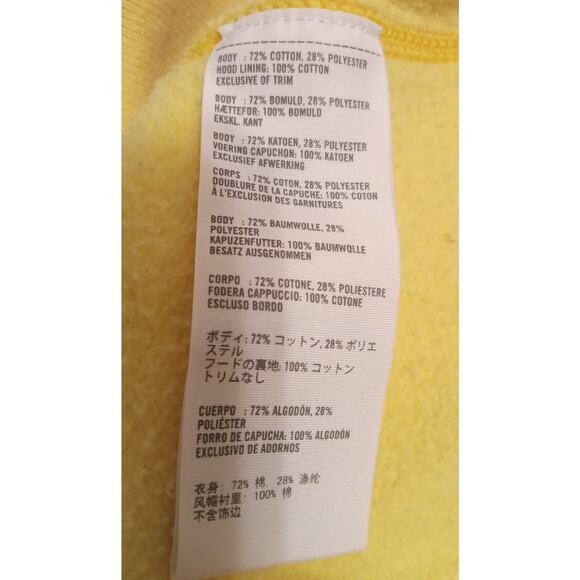 BODY : 72% COTTON, 28% POLYESTER
HOOD LINING: 100% COTTON
EXCLUSIVE OF TRIM
BODY : 72% BOMULD, 28% POLYESTER
HÆTTEFOR: 100% BOMULD
EKSKL. KANT
BODY : 72% KATOEN, 28% POLYESTER
VOERING CAPUCHON: 100% KATOEN
EXCLUSIEF AFWERKING
CORPS : 72% COTON, 28% POLYESTER
DOUBLURE DE LA CAPUCHE: 100% COTON
À L'EXCLUSION DES GARNITURES
BODY : 72% BAUMWOLLE, 28%
POLYESTER
KAPUZENFUTTER: 100% BAUMWOLLE
BESATZ AUSGENOMMEN
CORPO : 72% COTONE, 28% POLIESTERE
FODERA CAPPUCCIO: 100% COTONE
ESCLUSO BORDO
ボディ: 72% コットン, 28% ポリエ
ステル
フードの裏地: 100% コットン
トリムなし
CUERPO : 72% ALGODÓN, 28%
POLIÉSTER
FORRO DE CAPUCHA: 100% ALGODÓN
EXCLUSIVO DE ADORNOS
衣身: 72% 棉, 28% 涤纶
风帽衬里: 100% 棉
不含饰边